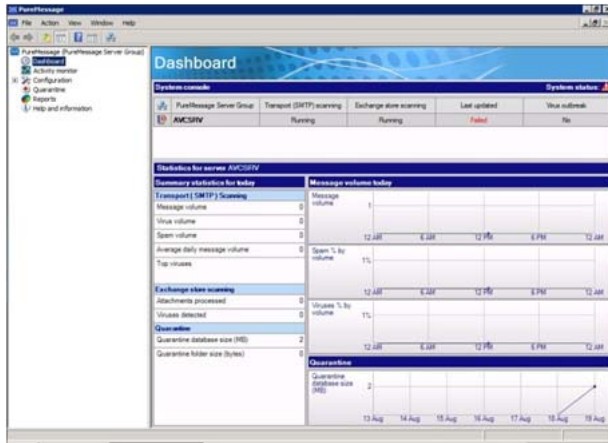 PureMessage
File Action View Window Help
PureMessage (PureMessage Server Group)
Dashboard
Activity monitor
Configuration
Quarantine
Reports
Help and information
Dashboard
System console System status:
PureMessage Server Group Transport (SMTP) scanning Exchange store scanning Last updated Virus outbreak
AVCSRV Running Running Failed No
Statistics for server AVCSRV
Summary statistics for today
Transport (SMTP) Scanning
Message volume 0
Virus volume 0
Spam volume 0
Average daily message volume 0
Top viruses
Exchange store scanning
Attachments processed 0
Viruses detected 0
Quarantine
Quarantine database size (MB) 2
Quarantine folder size (bytes) 0
Message volume today
Message volume
1
12 AM 6 AM 12 PM 6 PM 12 AM
Spam % by volume
1%
12 AM 6 AM 12 PM 6 PM 12 AM
Viruses % by volume
1%
12 AM 6 AM 12 PM 6 PM 12 AM
Quarantine
Quarantine database size (MB)
2
13 Aug 14 Aug 15 Aug 16 Aug 17 Aug 18 Aug 19 Aug